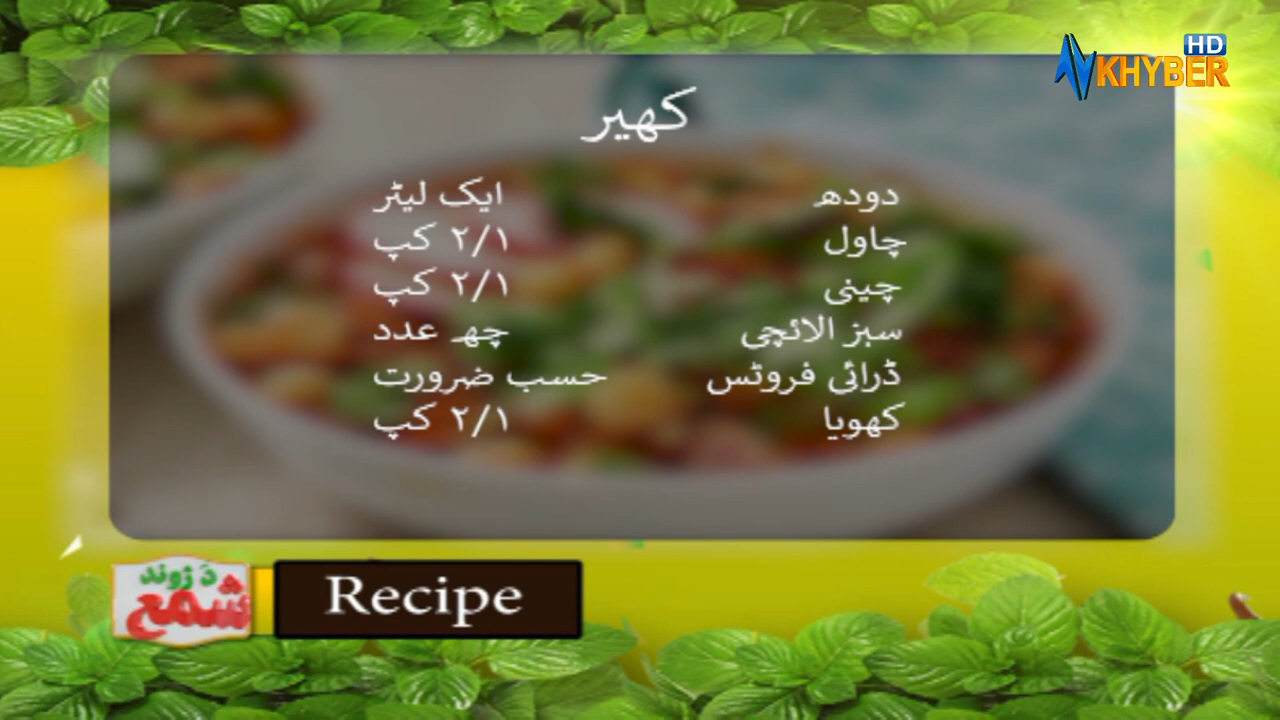 HD
KHYBER
کھیر
دودھ ایک لیٹر
چاول ۲/۱ کپ
چینی ۲/۱ کپ
سبز الائچی چھ عدد
ڈرائی فروٹس حسب ضرورت
کھویا ۲/۱ کپ
دَ ژوند
شمع
Recipe